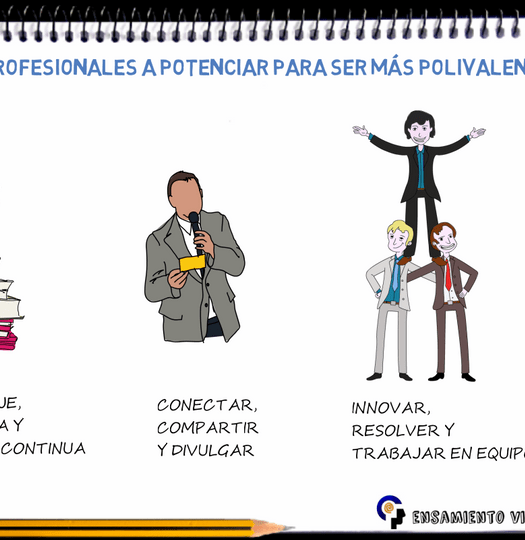 ROFESIONALES A POTENCIAR PARA SER MÁS POLIVALEN
UE,
A Y
CONTINUA
CONECTAR,
COMPARTIR
Y DIVULGAR
INNOVAR,
RESOLVER Y
TRABAJAR EN EQUIPO
ENSAMIENTO VI